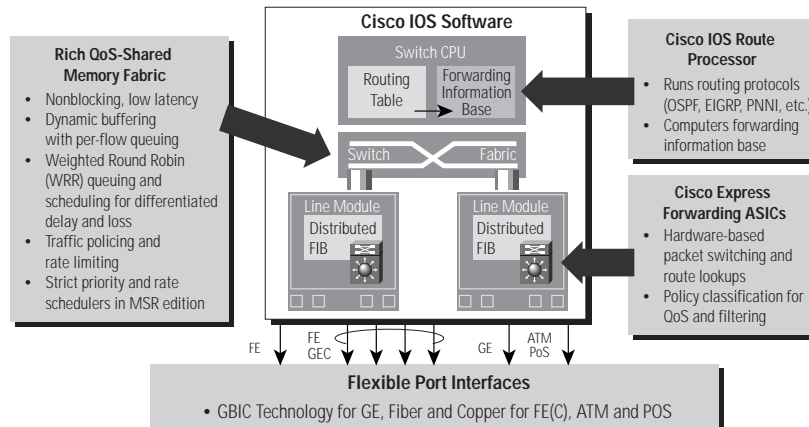 Cisco IOS Software
Rich QoS-Shared
Memory Fabric
• Nonblocking, low latency
• Dynamic buffering
with per-flow queuing
• Weighted Round Robin
(WRR) queuing and
scheduling for differentiated
delay and loss
• Traffic policing and
rate limiting
• Strict priority and rate
schedulers in MSR edition
Switch CPU
Routing
Table
Forwarding
Information
Base
Switch
Fabric
Line Module
Distributed
FIB
Line Module
Distributed
FIB
Cisco IOS Route
Processor
• Runs routing protocols
(OSPF, EIGRP, PNNI, etc.)
• Computers forwarding
information base
Cisco Express
Forwarding ASICs
• Hardware-based
packet switching and
route lookups
• Policy classification for
QoS and filtering
FE
FE
GEC
GE
ATM
PoS
Flexible Port Interfaces
• GBIC Technology for GE, Fiber and Copper for FE(C), ATM and POS